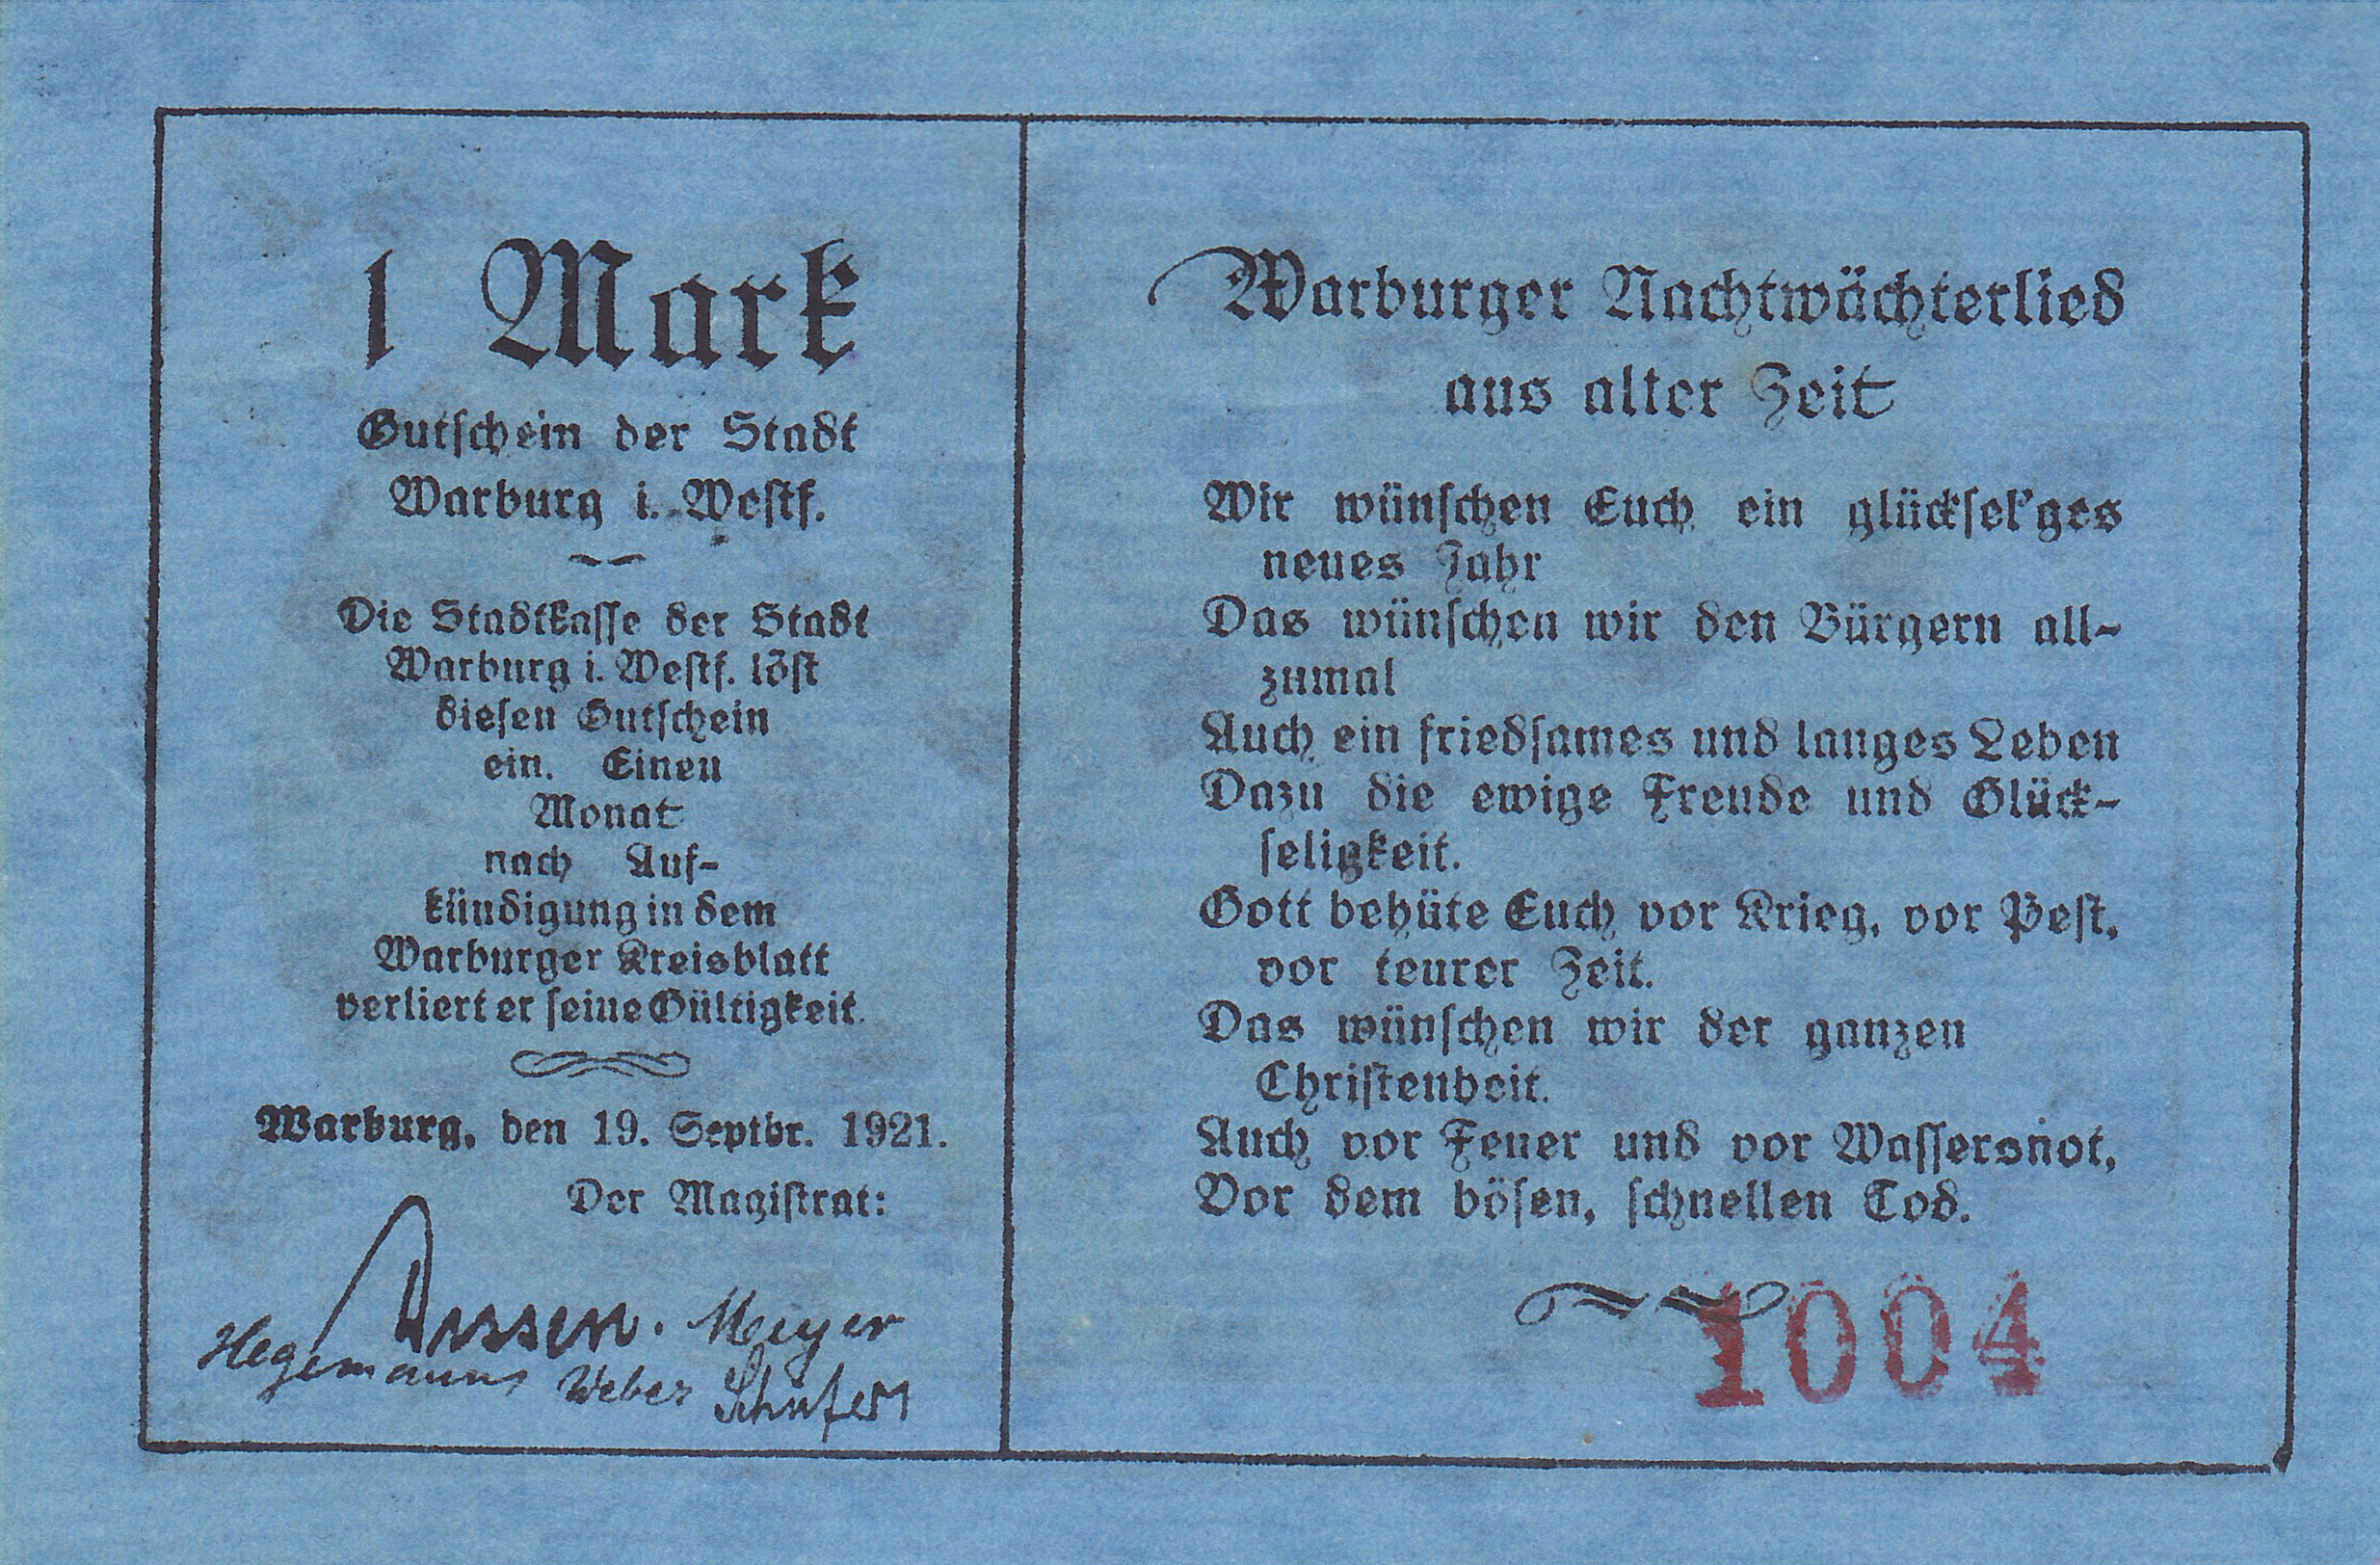 1 Mark
Gutschein der Stadt
Warburg i. Westf.
Die Stadtkasse der Stadt
Warburg i. Westf. löst
diesen Gutschein
ein. Einen
Monat
nach Auf-
kündigung in dem
Warburger Kreisblatt
verliert er seine Gültigkeit.
Warburg, den 19. Septbr. 1921.
Der Magistrat:
Meyer
Hegemanns Weber
Warburger Nachtwächterlied
aus alter Zeit
Wir wünschen Euch ein glücksel'ges
neues Jahr
Das wünschen wir den Bürgern all-
zumal
Auch ein friedsames und langes Leben
Dazu die ewige Freude und Glück-
seligkeit.
Gott behüte Euch vor Krieg, vor Pest,
vor teurer Zeit.
Das wünschen wir der ganzen
Christenheit.
Auch vor Feuer und vor Wassersnot,
Vor dem bösen, schnellen Tod.
1004